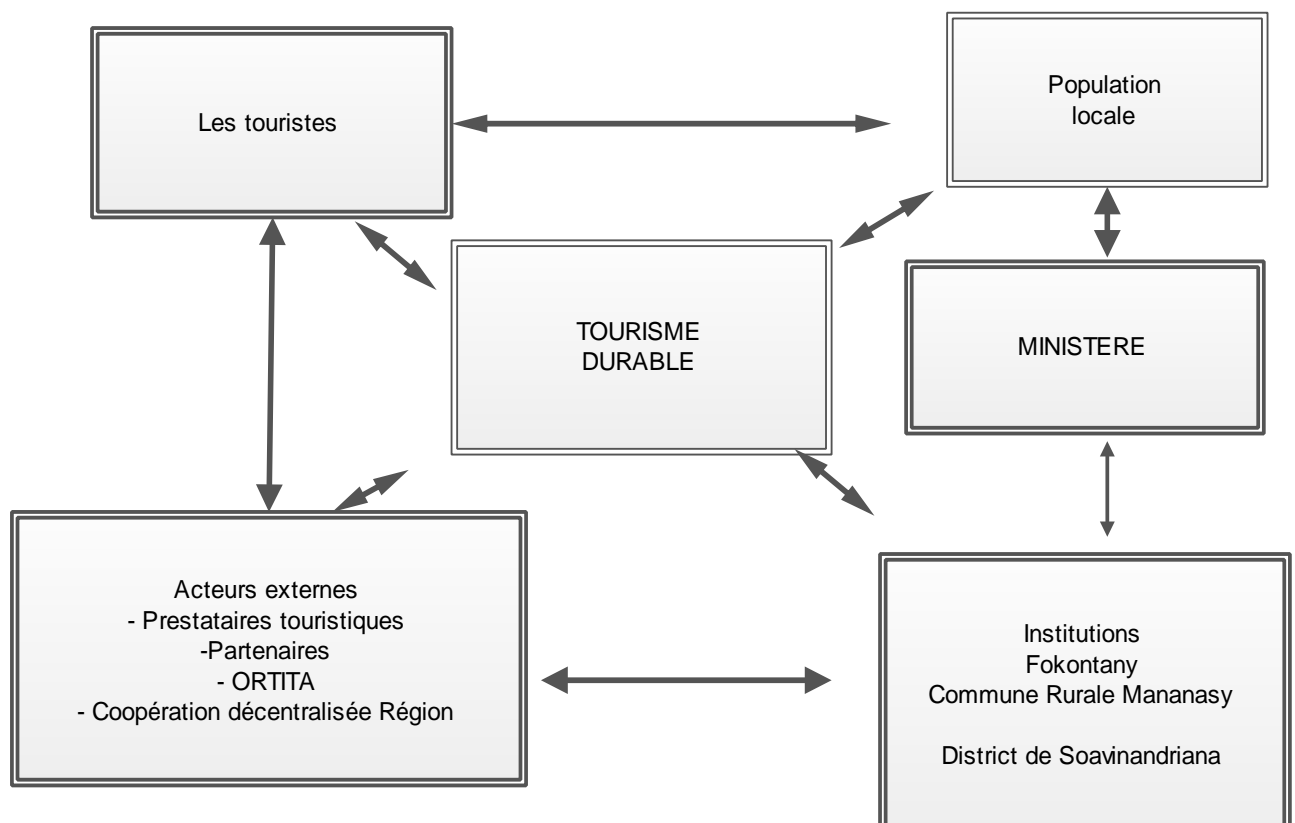 Les touristes
Population
locale
TOURISME
DURABLE
MINISTERE
Acteurs externes
- Prestataires touristiques
-Partenaires
- ORTITA
- Coopération décentralisée Région
Institutions
Fokontany
Commune Rurale Mananasy
District de Soavinandriana